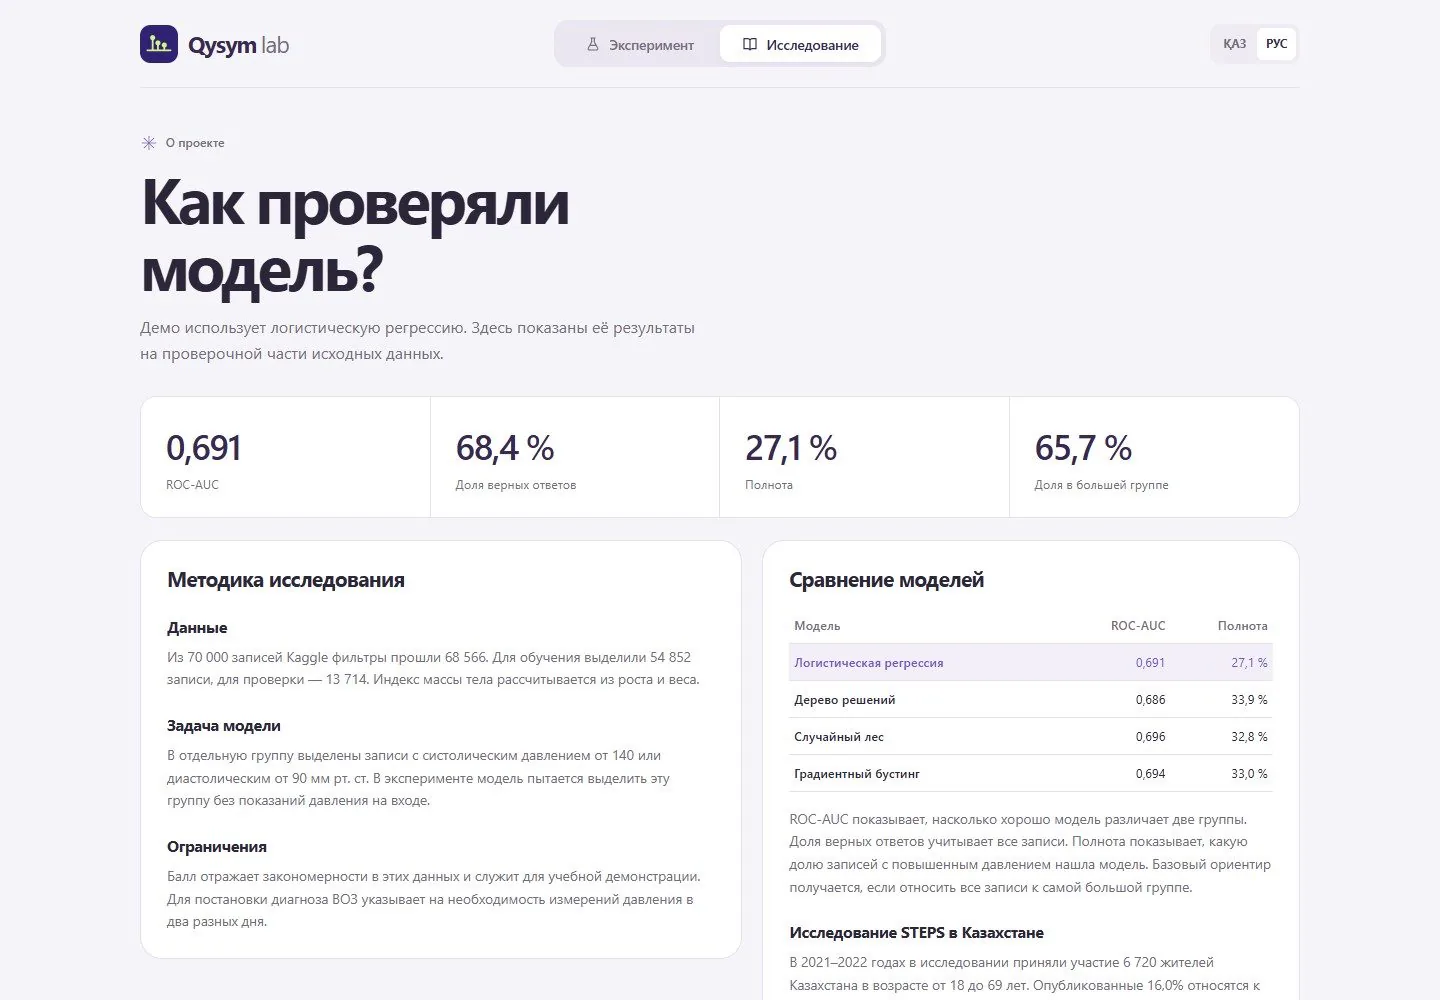 Qysym lab
Эксперимент
Исследование
ҚАЗ
РУС
О проекте
Как проверяли
модель?
Демо использует логистическую регрессию. Здесь показаны её результаты
на проверочной части исходных данных.
0,691
ROC-AUC
68,4 %
Доля верных ответов
27,1 %
Полнота
65,7 %
Доля в большей группе
Методика исследования
Данные
Из 70 000 записей Kaggle фильтры прошли 68 566. Для обучения выделили 54 852
записи, для проверки — 13 714. Индекс массы тела рассчитывается из роста и веса.
Задача модели
В отдельную группу выделены записи с систолическим давлением от 140 или
диастолическим от 90 мм рт. ст. В эксперименте модель пытается выделить эту
группу без показаний давления на входе.
Ограничения
Балл отражает закономерности в этих данных и служит для учебной демонстрации.
Для постановки диагноза ВОЗ указывает на необходимость измерений давления в
два разных дня.
Сравнение моделей
Модель ROC-AUC Полнота
Логистическая регрессия 0,691 27,1 %
Дерево решений 0,686 33,9 %
Случайный лес 0,696 32,8 %
Градиентный бустинг 0,694 33,0 %
ROC-AUC показывает, насколько хорошо модель различает две группы.
Доля верных ответов учитывает все записи. Полнота показывает, какую
долю записей с повышенным давлением нашла модель. Базовый ориентир
получается, если относить все записи к самой большой группе.
Исследование STEPS в Казахстане
В 2021–2022 годах в исследовании приняли участие 6 720 жителей
Казахстана в возрасте от 18 до 69 лет. Опубликованные 16,0% относятся к